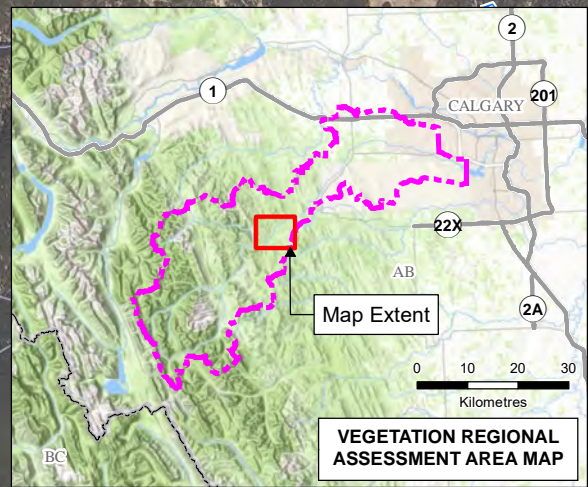 2
1
CALGARY
201
22X
AB
Map Extent
2A
0 10 20 30
Kilometres
VEGETATION REGIONAL
ASSESSMENT AREA MAP
BC